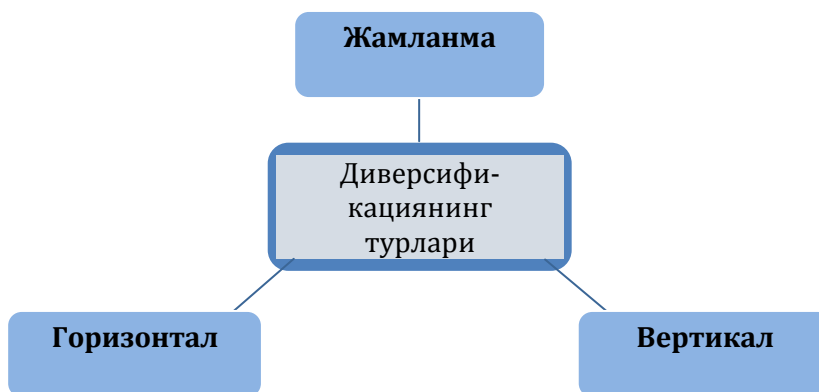 Жамланма
Диверсифи-
кациянинг
турлари
Горизонтал
Вертикал